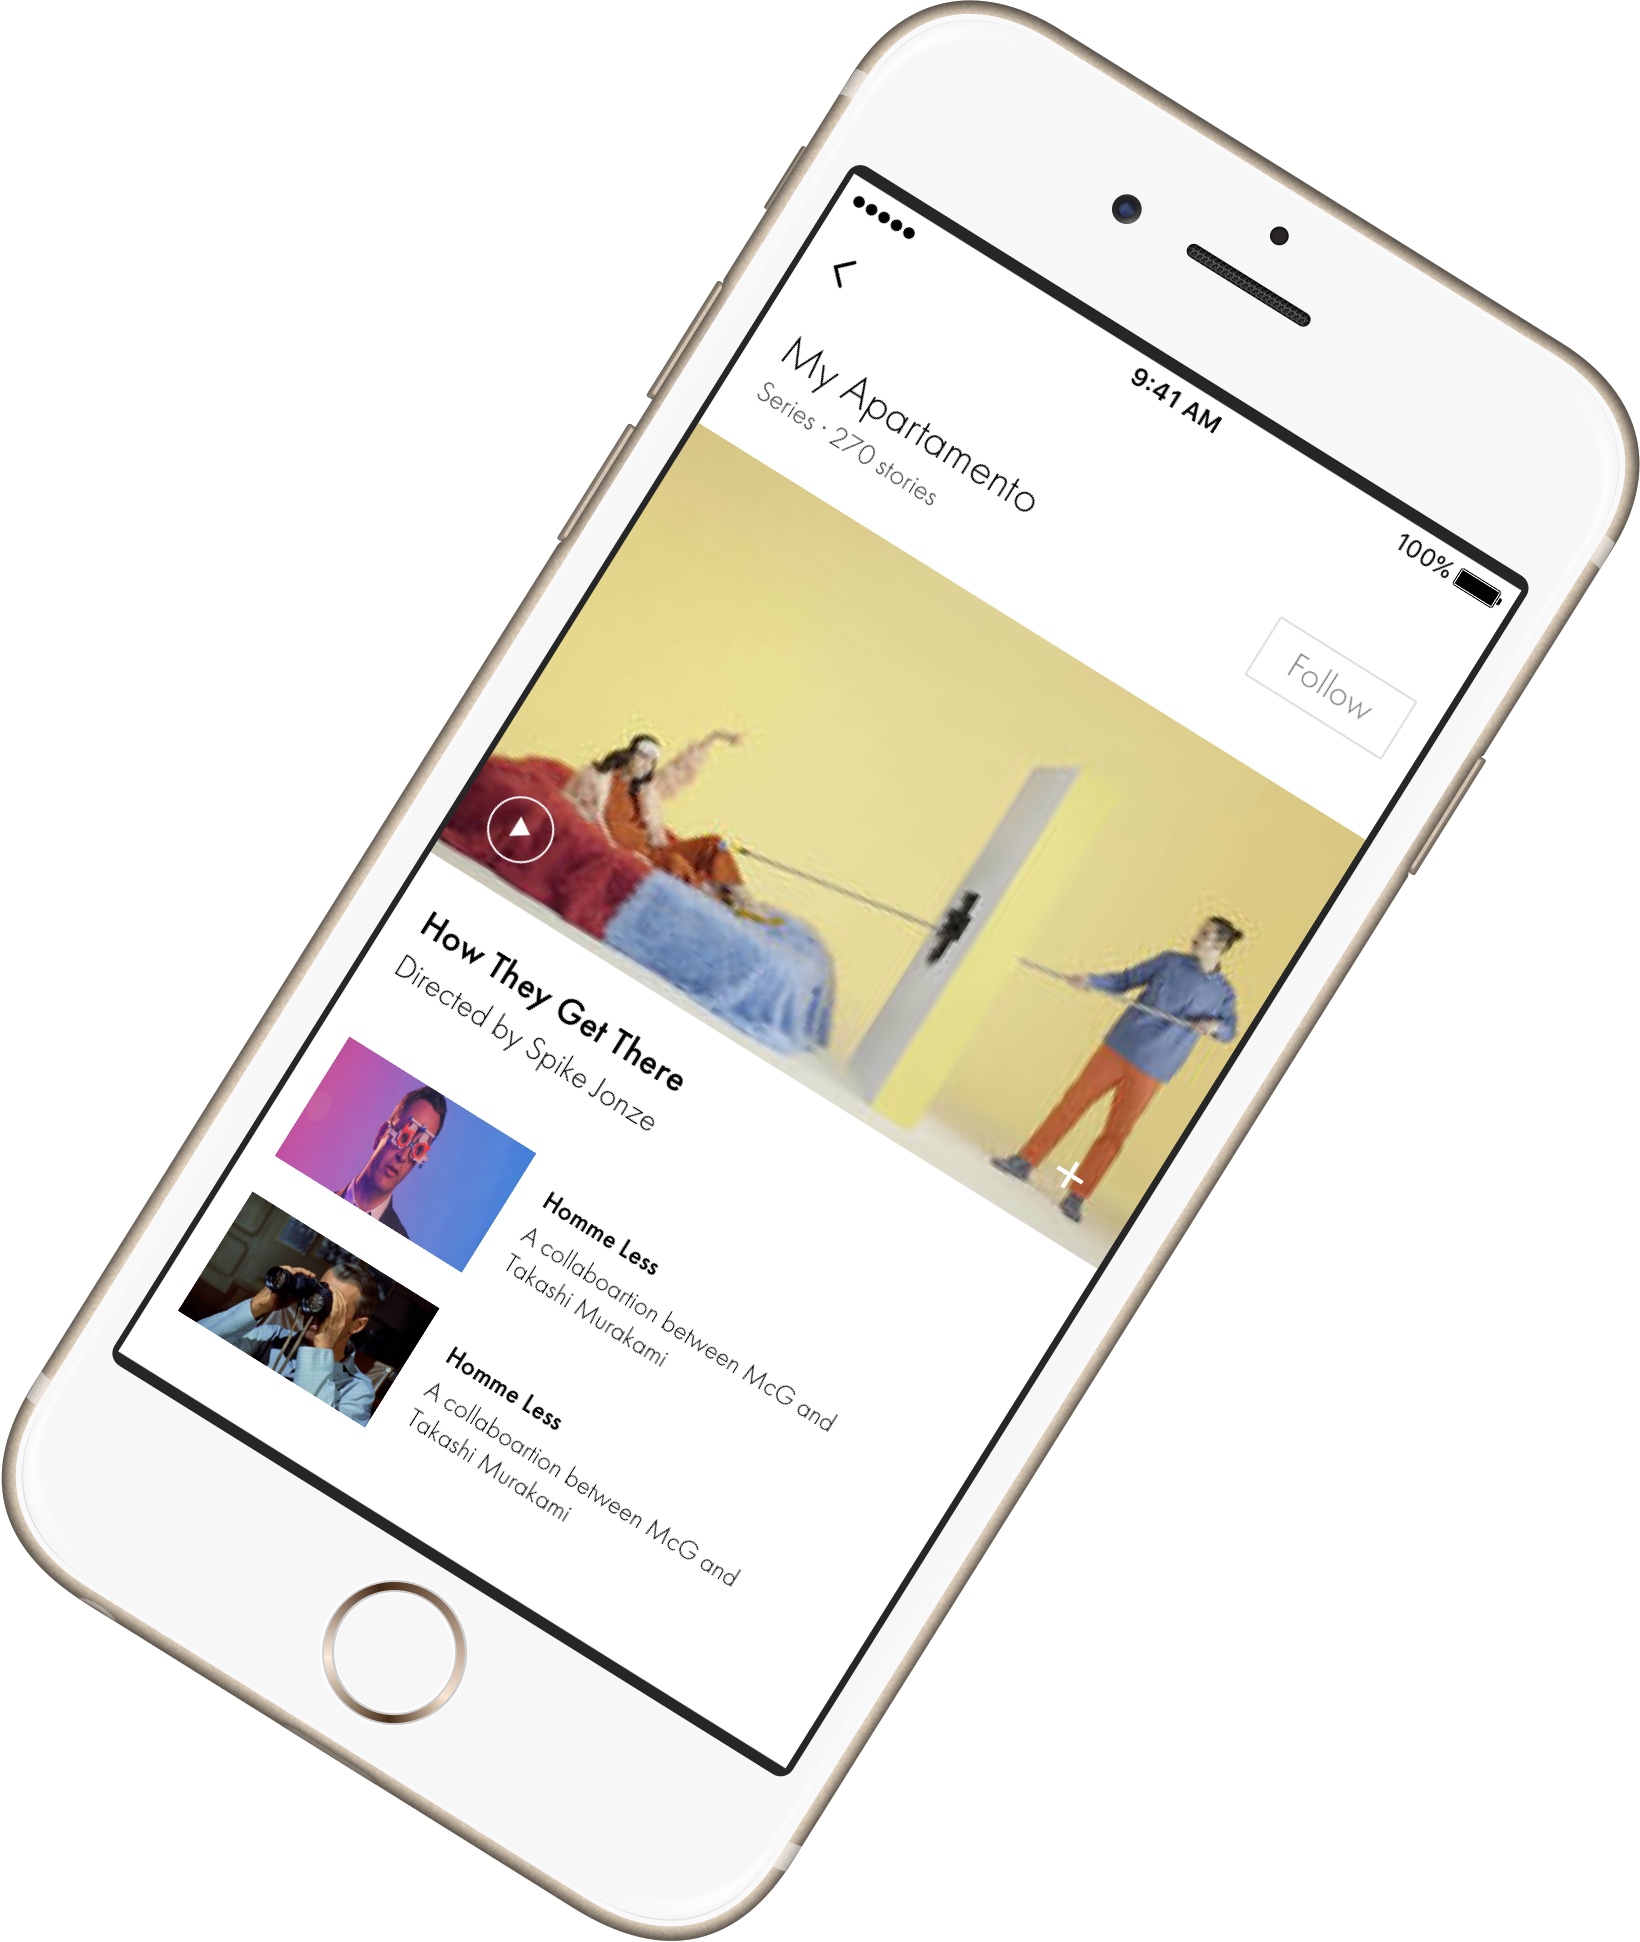 9:41 AM
100%
My Apartamento
Series · 270 stories
Follow
How They Get There
Directed by Spike Jonze
Homme Less
A collaboartion between McG and
Takashi Murakami
Homme Less
A collaboartion between McG and
Takashi Murakami